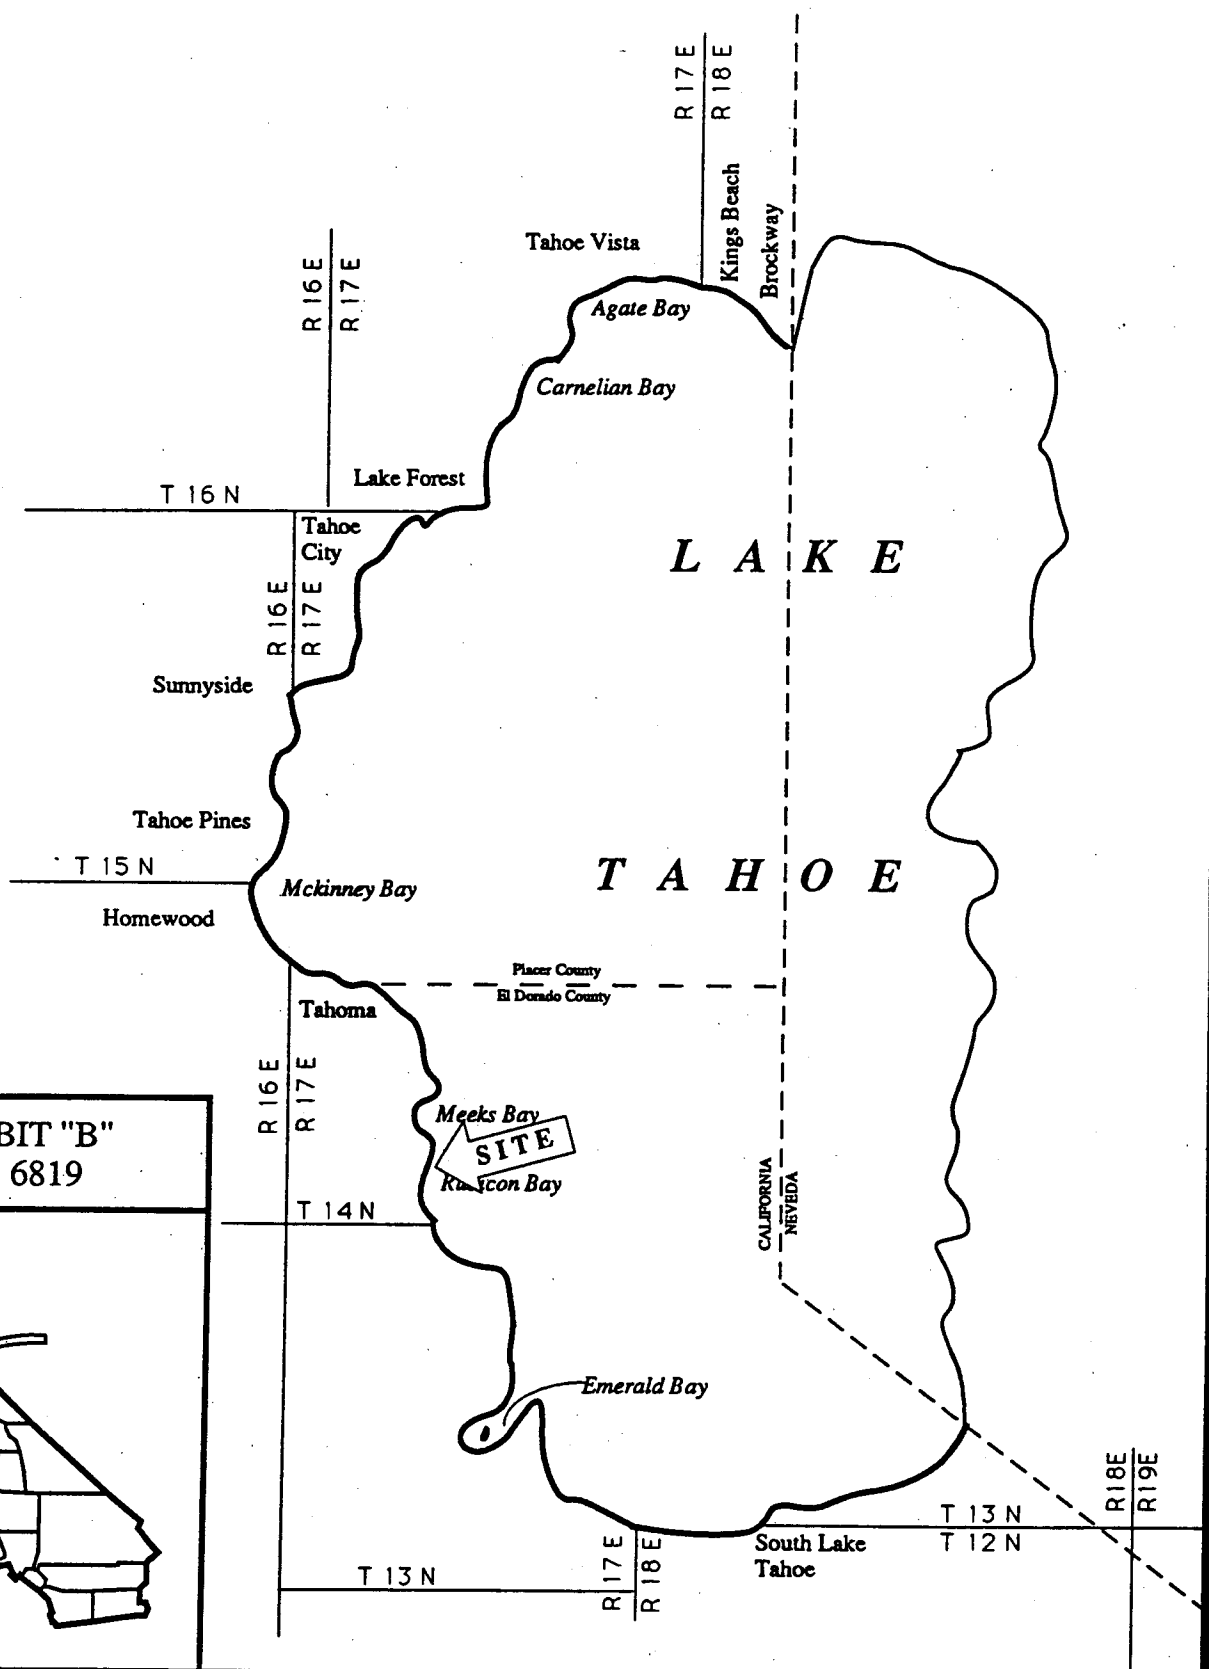 R 17 E
R 18 E
Kings Beach
Brockway
Tahoe Vista
R 16 E
R 17 E
Agate Bay
Carnelian Bay
Lake Forest
T 16 N
Tahoe
City
L A K E
R 16 E
R 17 E
Sunnyside
Tahoe Pines
T 15 N
Mckinney Bay
T A H O E
Homewood
Placer County
El Dorado County
Tahoma
R 16 E
R 17 E
Meeks Bay
SITE
BIT "B"
6819
CALIFORNIA
NEVEDA
T 14 N
Emerald Bay
R18E
R19E
T 13 N
T 12 N
South Lake
Tahoe
R 17 E
R 18 E
T 13 N